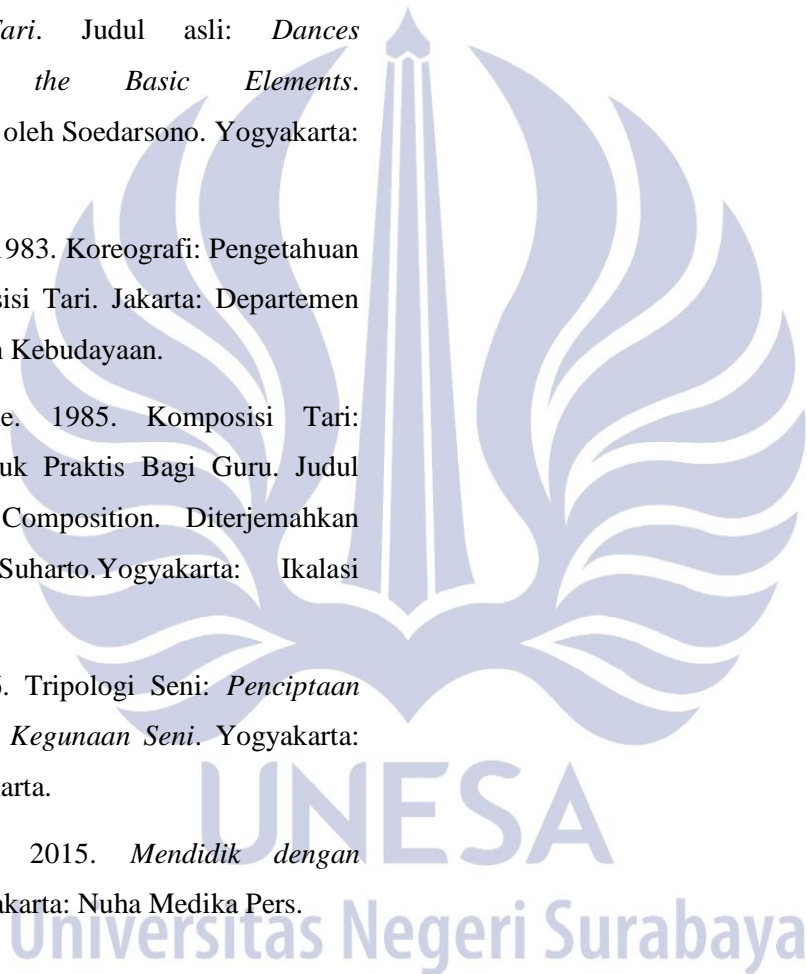 Tari. Judul asli: Dances
the Basic Elements.
oleh Soedarsono. Yogyakarta:
1983. Koreografi: Pengetahuan
sisi Tari. Jakarta: Departemen
n Kebudayaan.
e. 1985. Komposisi Tari:
uk Praktis Bagi Guru. Judul
Composition. Diterjemahkan
Suharto.Yogyakarta: Ikalasi
. Tripologi Seni: Penciptaan
Kegunaan Seni. Yogyakarta:
arta.
2015. Mendidik dengan
akarta: Nuha Medika Pers.
UNESA
Universitas Negeri Surabaya